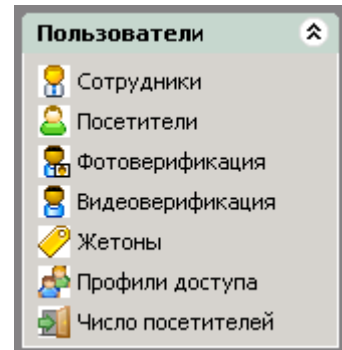 Пользователи
Сотрудники
Посетители
Фотоверификация
Видеоверификация
Жетоны
Профили доступа
Число посетителей